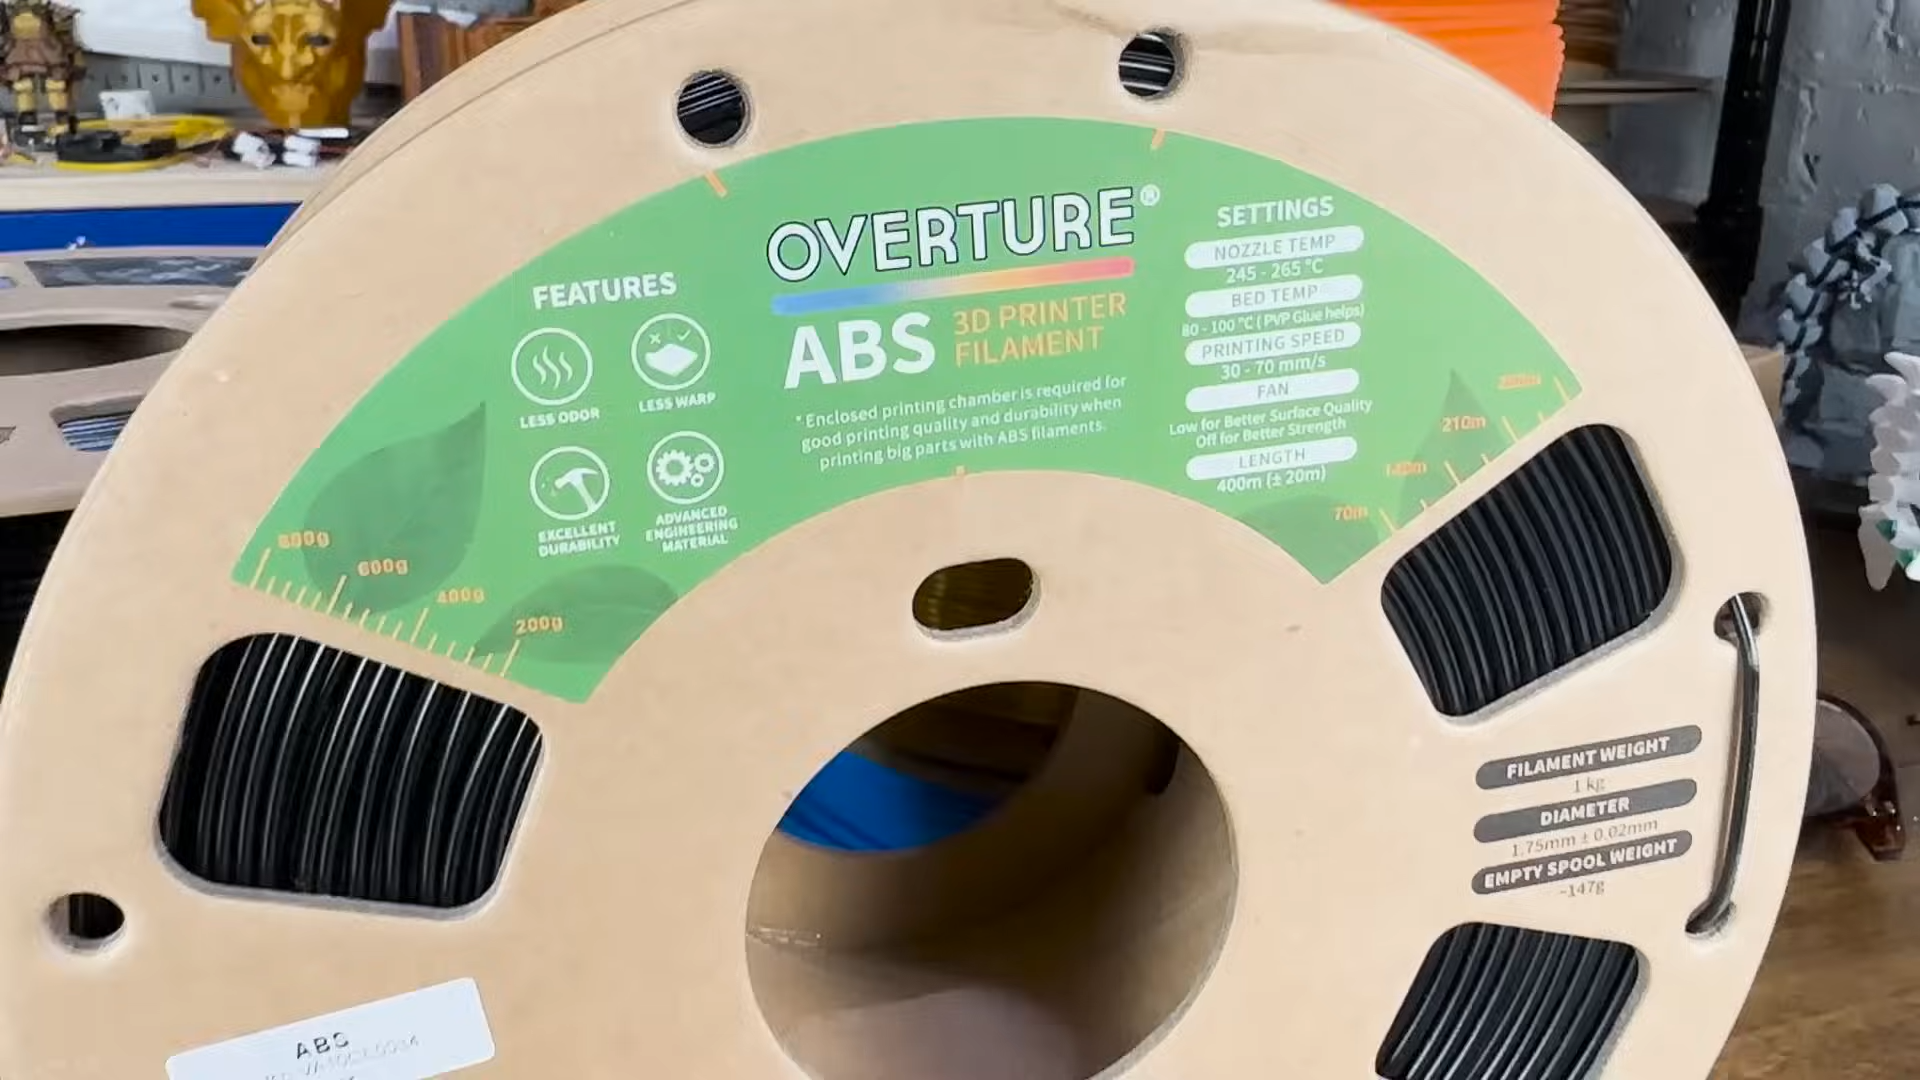 OVERTURE®
ABS
3D PRINTER
FILAMENT
* Enclosed printing chamber is required for
good printing quality and durability when
printing big parts with ABS filaments.
FEATURES
LESS ODOR
LESS WARP
EXCELLENT
DURABILITY
ADVANCED
ENGINEERING
MATERIAL
800g
600g
400g
200g
SETTINGS
NOZZLE TEMP
245 - 265 °C
BED TEMP
80 - 100 °C ( PVP Glue helps)
PRINTING SPEED
30 - 70 mm/s
FAN
Low for Better Surface Quality
Off for Better Strength
LENGTH
400m (± 20m)
210m
140m
70m
FILAMENT WEIGHT
1 kg
DIAMETER
1.75mm ± 0.02mm
EMPTY SPOOL WEIGHT
~147g
ABS